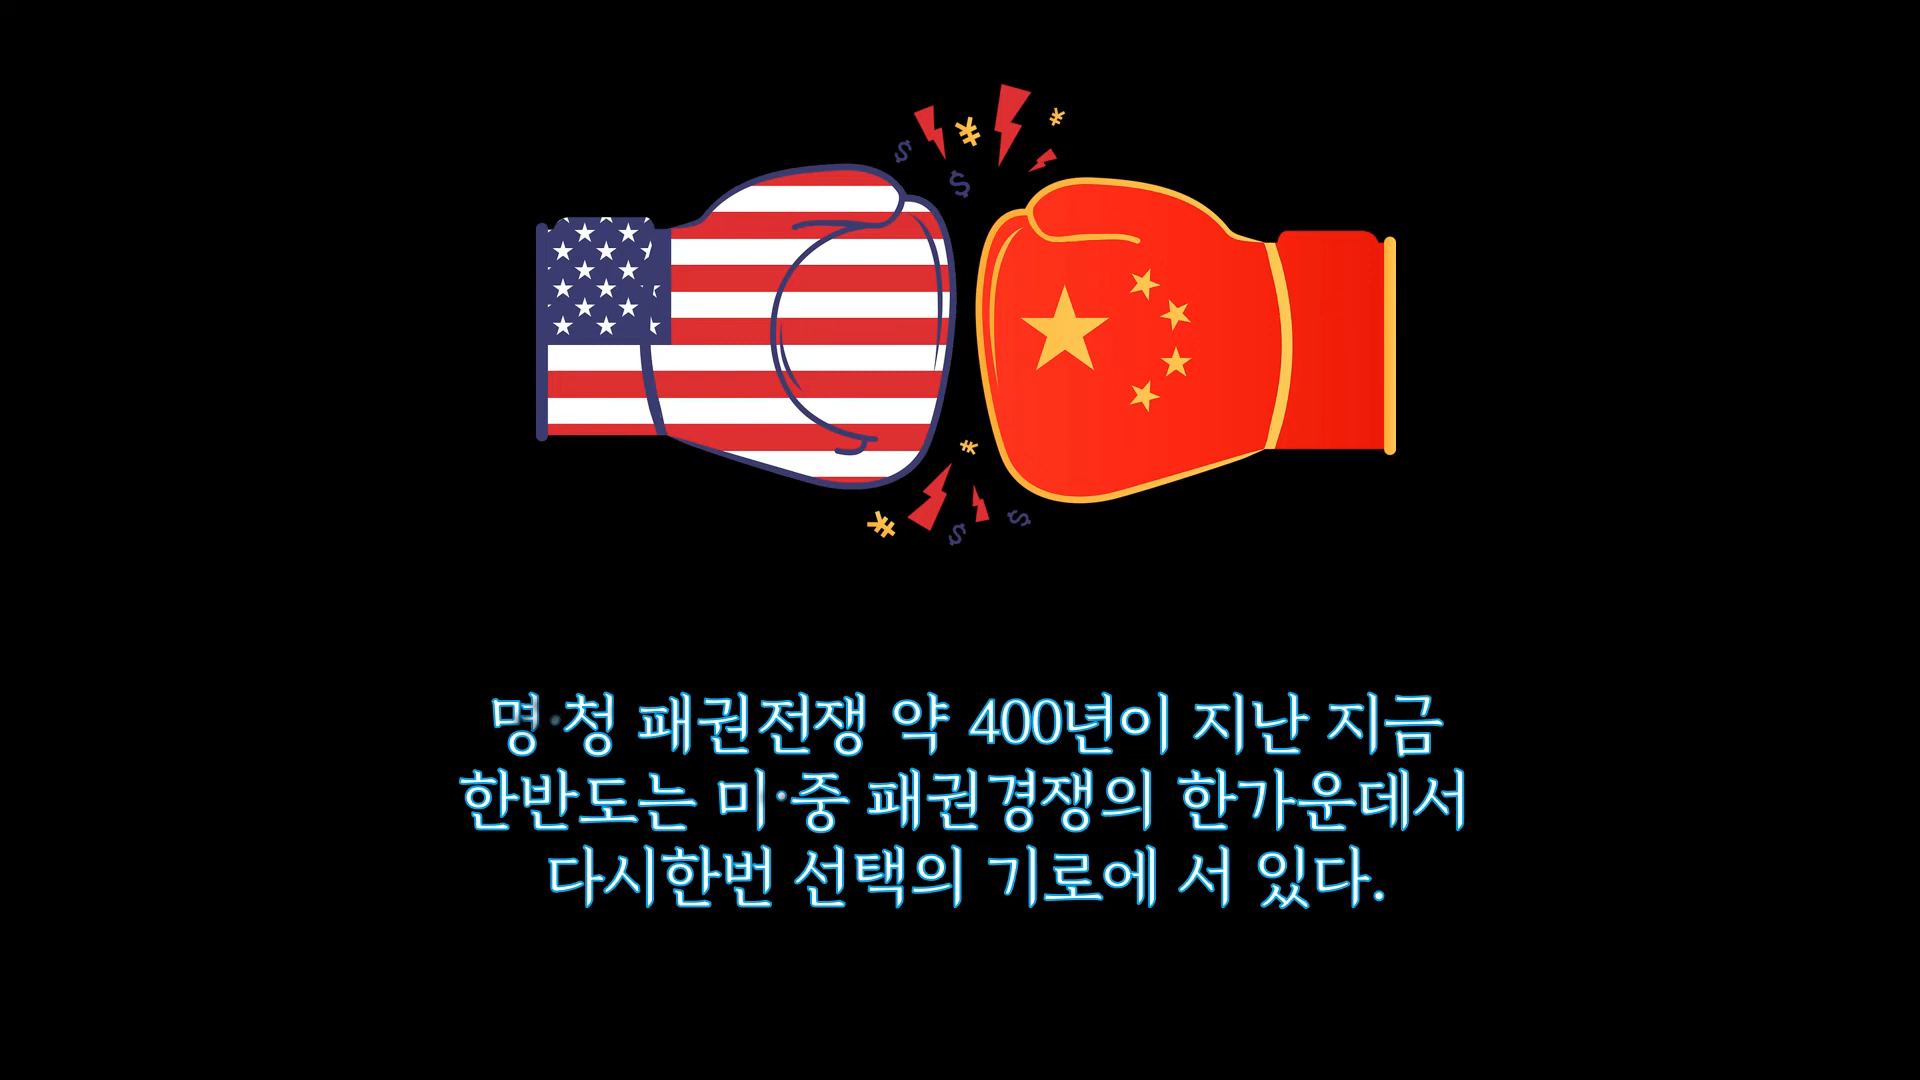 명·청 패권전쟁 약 400년이 지난 지금
한반도는 미·중 패권경쟁의 한가운데서
다시한번 선택의 기로에 서 있다.